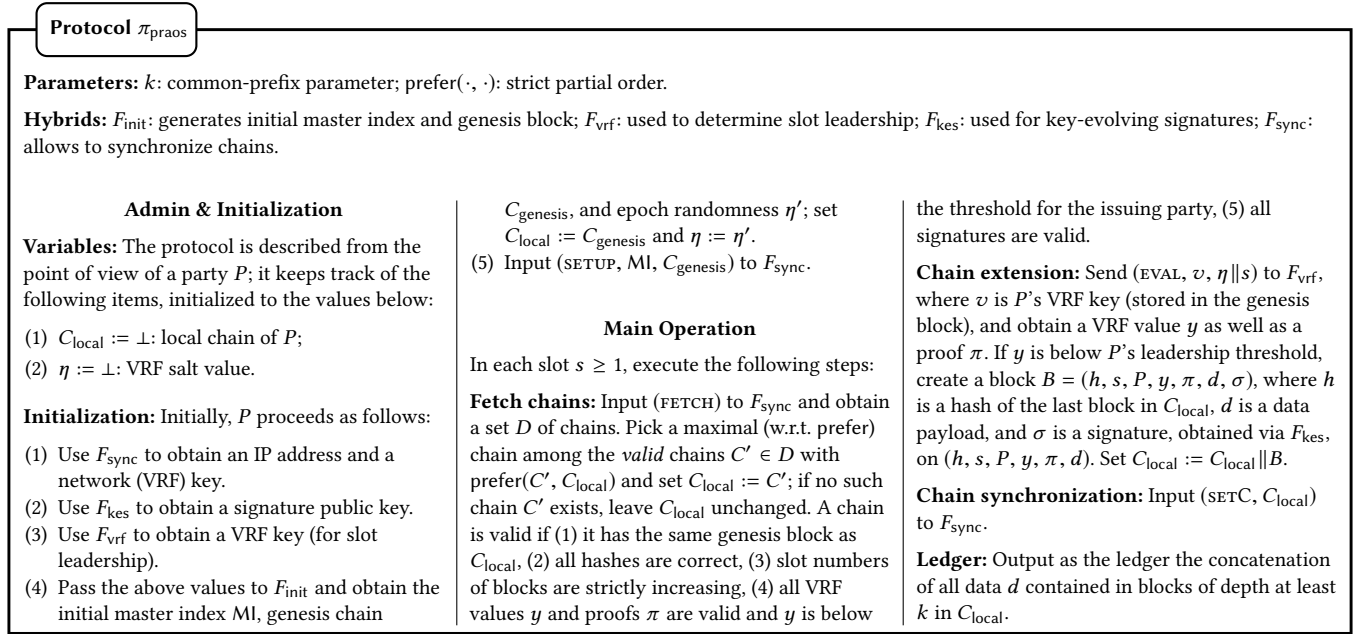 Protocol π_praos
Parameters: k: common-prefix parameter; prefer(·, ·): strict partial order.
Hybrids: F_init: generates initial master index and genesis block; F_vrf: used to determine slot leadership; F_kes: used for key-evolving signatures; F_sync:
allows to synchronize chains.
Admin & Initialization
Variables: The protocol is described from the
point of view of a party P; it keeps track of the
following items, initialized to the values below:
(1) C_local := ⊥: local chain of P;
(2) η := ⊥: VRF salt value.
Initialization: Initially, P proceeds as follows:
(1) Use F_sync to obtain an IP address and a
network (VRF) key.
(2) Use F_kes to obtain a signature public key.
(3) Use F_vrf to obtain a VRF key (for slot
leadership).
(4) Pass the above values to F_init and obtain the
initial master index MI, genesis chain
C_genesis, and epoch randomness η′; set
C_local := C_genesis and η := η′.
(5) Input (SETUP, MI, C_genesis) to F_sync.
Main Operation
In each slot s ≥ 1, execute the following steps:
Fetch chains: Input (FETCH) to F_sync and obtain
a set D of chains. Pick a maximal (w.r.t. prefer)
chain among the valid chains C′ ∈ D with
prefer(C′, C_local) and set C_local := C′; if no such
chain C′ exists, leave C_local unchanged. A chain
is valid if (1) it has the same genesis block as
C_local, (2) all hashes are correct, (3) slot numbers
of blocks are strictly increasing, (4) all VRF
values y and proofs π are valid and y is below
the threshold for the issuing party, (5) all
signatures are valid.
Chain extension: Send (EVAL, v, η∥s) to F_vrf,
where v is P's VRF key (stored in the genesis
block), and obtain a VRF value y as well as a
proof π. If y is below P's leadership threshold,
create a block B = (h, s, P, y, π, d, σ), where h
is a hash of the last block in C_local, d is a data
payload, and σ is a signature, obtained via F_kes,
on (h, s, P, y, π, d). Set C_local := C_local∥B.
Chain synchronization: Input (SETC, C_local)
to F_sync.
Ledger: Output as the ledger the concatenation
of all data d contained in blocks of depth at least
k in C_local.